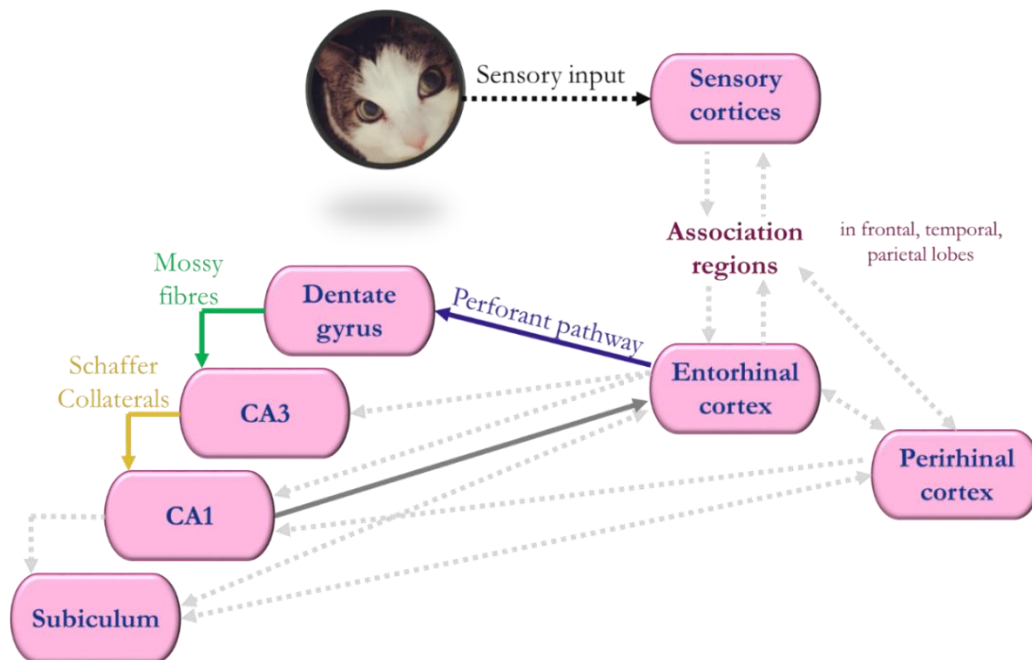 Sensory input
Sensory
cortices
Association
regions
in frontal, temporal,
parietal lobes
Mossy
fibres
Dentate
gyrus
Perforant pathway
Schaffer
Collaterals
CA3
Entorhinal
cortex
Perirhinal
cortex
CA1
Subiculum